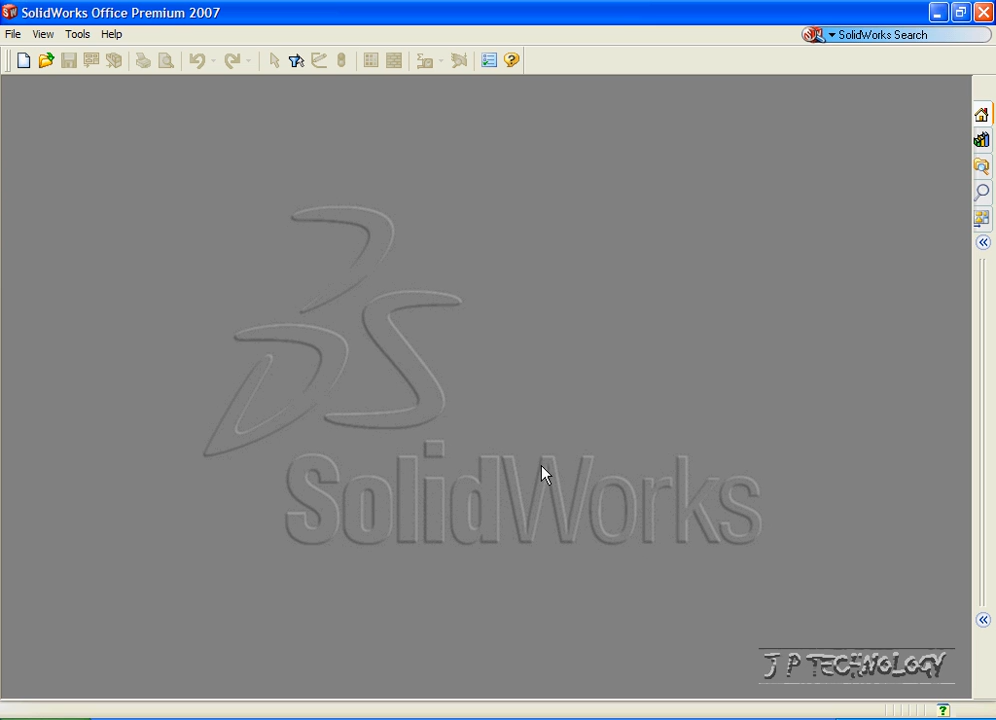 SolidWorks Office Premium 2007
File View Tools Help
SolidWorks Search
SolidWorks
J P TECHNOLOGY